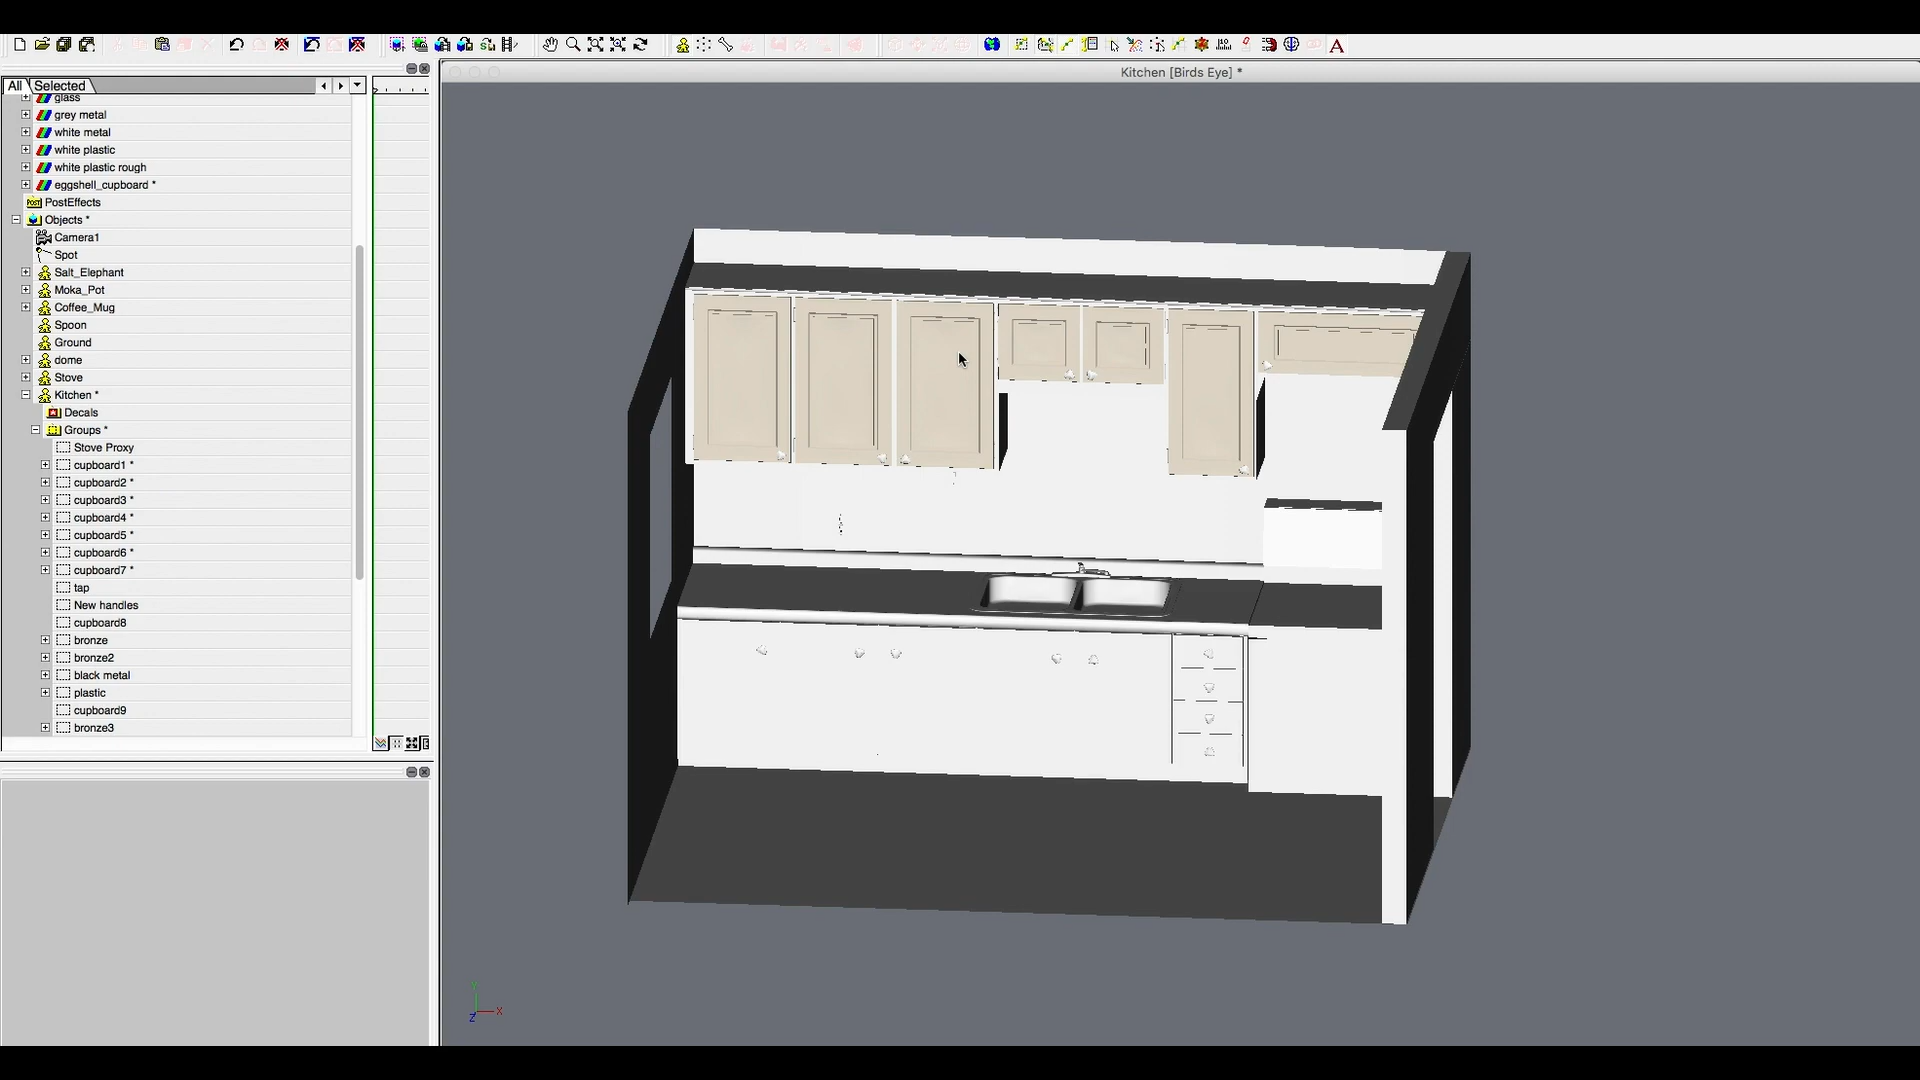 Kitchen [Birds Eye] *
All
Selected
glass
grey metal
white metal
white plastic
white plastic rough
eggshell_cupboard *
POST PostEffects
Objects *
Camera1
Spot
Salt_Elephant
Moka_Pot
Coffee_Mug
Spoon
Ground
dome
Stove
Kitchen *
Decals
Groups *
Stove Proxy
cupboard1 *
cupboard2 *
cupboard3 *
cupboard4 *
cupboard5 *
cupboard6 *
cupboard7 *
tap
New handles
cupboard8
bronze
bronze2
black metal
plastic
cupboard9
bronze3
Y
X
Z